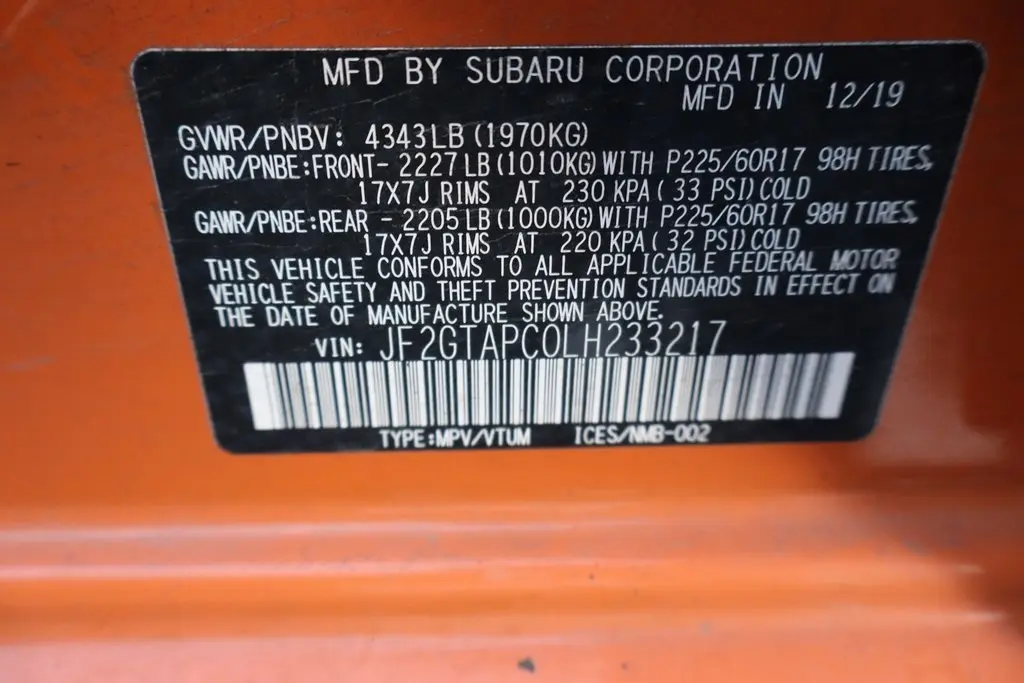 MFD BY SUBARU CORPORATION
MFD IN 12/19
GVWR/PNBV: 4343LB(1970KG)
GAWR/PNBE:FRONT- 2227LB(1010KG)WITH P225/60R17 98H TIRES,
17X7J RIMS AT 230 KPA(33 PSI)COLD
GAWR/PNBE:REAR - 2205LB(1000KG)WITH P225/60R17 98H TIRES,
17X7J RIMS AT 220 KPA(32 PSI)COLD
THIS VEHICLE CONFORMS TO ALL APPLICABLE FEDERAL MOTOR
VEHICLE SAFETY AND THEFT PREVENTION STANDARDS IN EFFECT ON
THE DATE OF MANUFACTURE SHOWN ABOVE.
VIN: JF2GTAPC0LH233217
TYPE:MPV/VTUM ICES/NMB-002